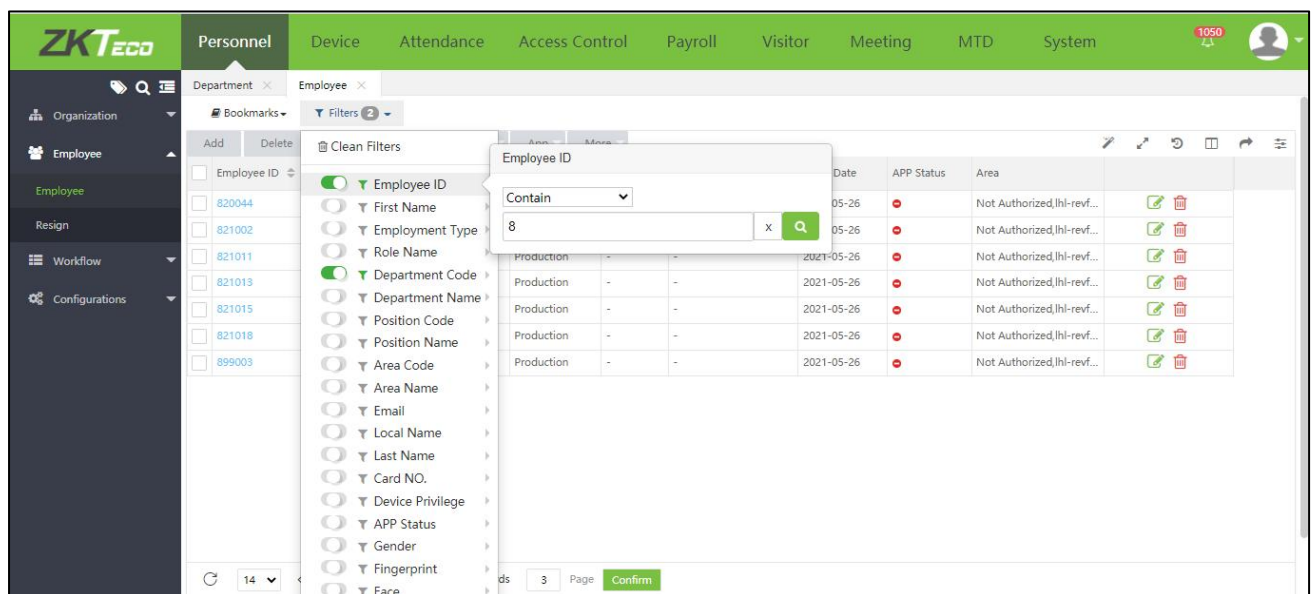 ZKTECO Personnel Device Attendance Access Control Payroll Visitor Meeting MTD System 1050
Department × Employee ×
Organization
Employee
Employee
Resign
Workflow
Configurations
Bookmarks Filters 2
Add Delete More
Employee ID Date APP Status Area
820044 05-26 Not Authorized,lhl-revf...
821002 05-26 Not Authorized,lhl-revf...
821011 Production - - 2021-05-26 Not Authorized,lhl-revf...
821013 Production - - 2021-05-26 Not Authorized,lhl-revf...
821015 Production - - 2021-05-26 Not Authorized,lhl-revf...
821018 Production - - 2021-05-26 Not Authorized,lhl-revf...
899003 Production - - 2021-05-26 Not Authorized,lhl-revf...
Clean Filters
Employee ID
First Name
Employment Type
Role Name
Department Code
Department Name
Position Code
Position Name
Area Code
Area Name
Email
Local Name
Last Name
Card NO.
Device Privilege
APP Status
Gender
Fingerprint
Face
Employee ID
Contain
8 x
14 3 Page Confirm